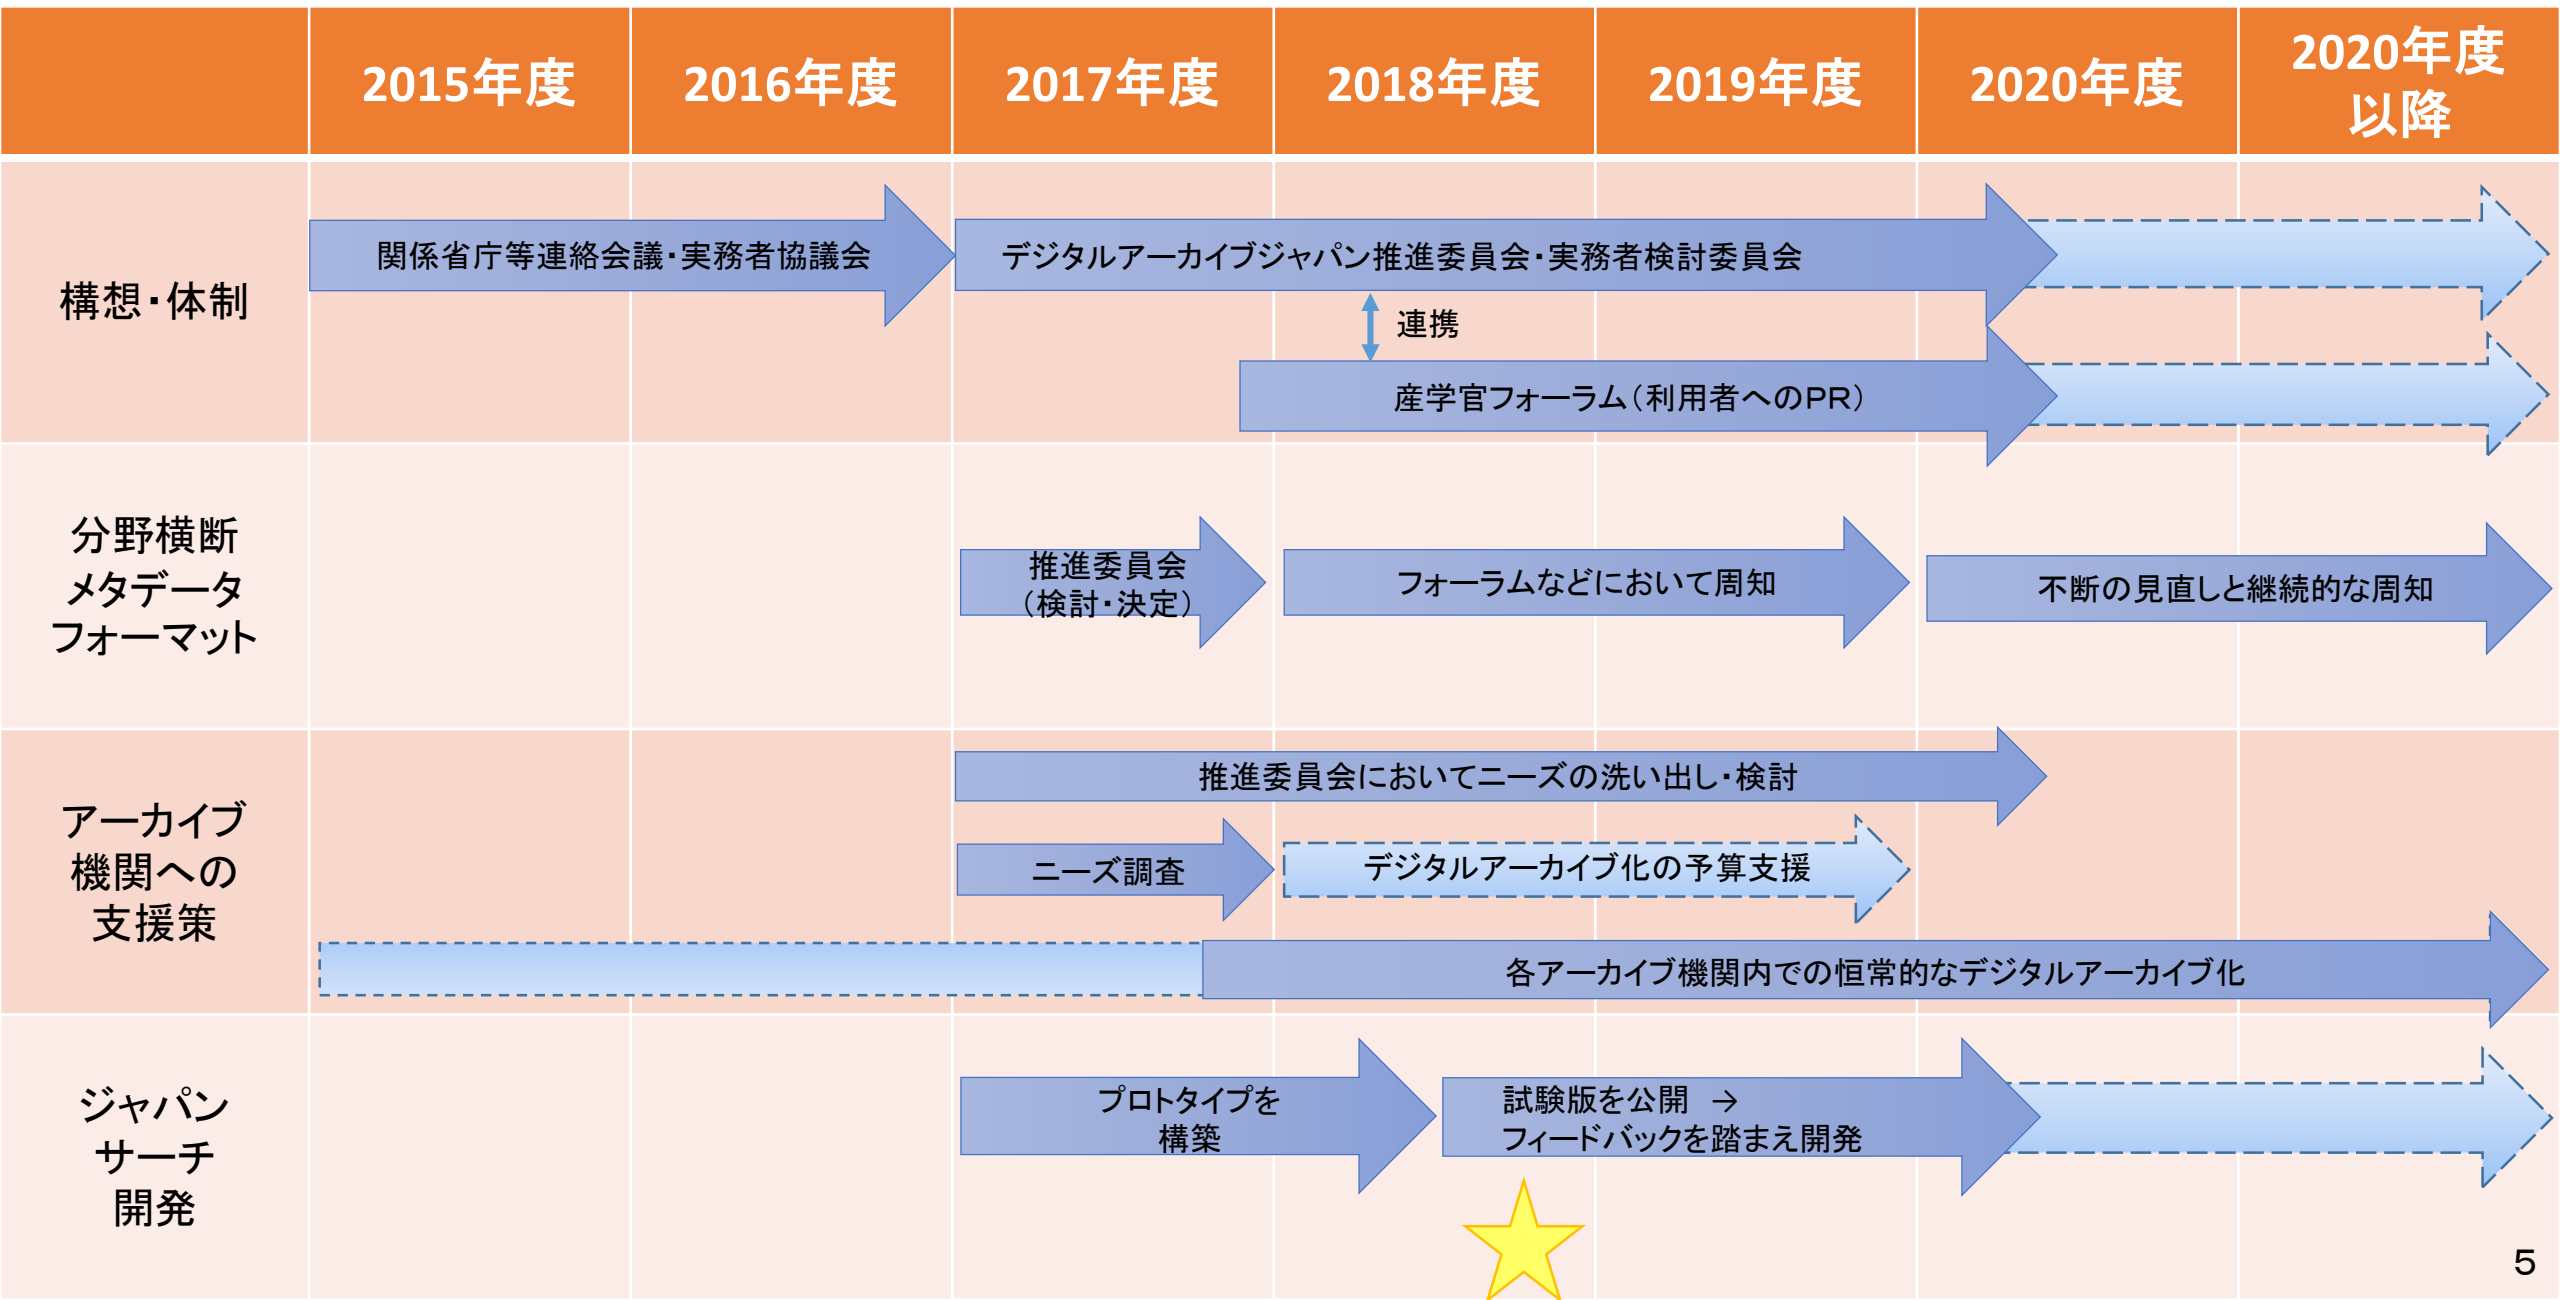 2015年度
2016年度
2017年度
2018年度
2019年度
2020年度
2020年度
以降
構想・体制
関係省庁等連絡会議・実務者協議会
デジタルアーカイブジャパン推進委員会・実務者検討委員会
連携
産学官フォーラム（利用者へのPR）
分野横断
メタデータ
フォーマット
推進委員会
（検討・決定）
フォーラムなどにおいて周知
不断の見直しと継続的な周知
アーカイブ
機関への
支援策
推進委員会においてニーズの洗い出し・検討
ニーズ調査
デジタルアーカイブ化の予算支援
各アーカイブ機関内での恒常的なデジタルアーカイブ化
ジャパン
サーチ
開発
プロトタイプを
構築
試験版を公開 →
フィードバックを踏まえ開発
5